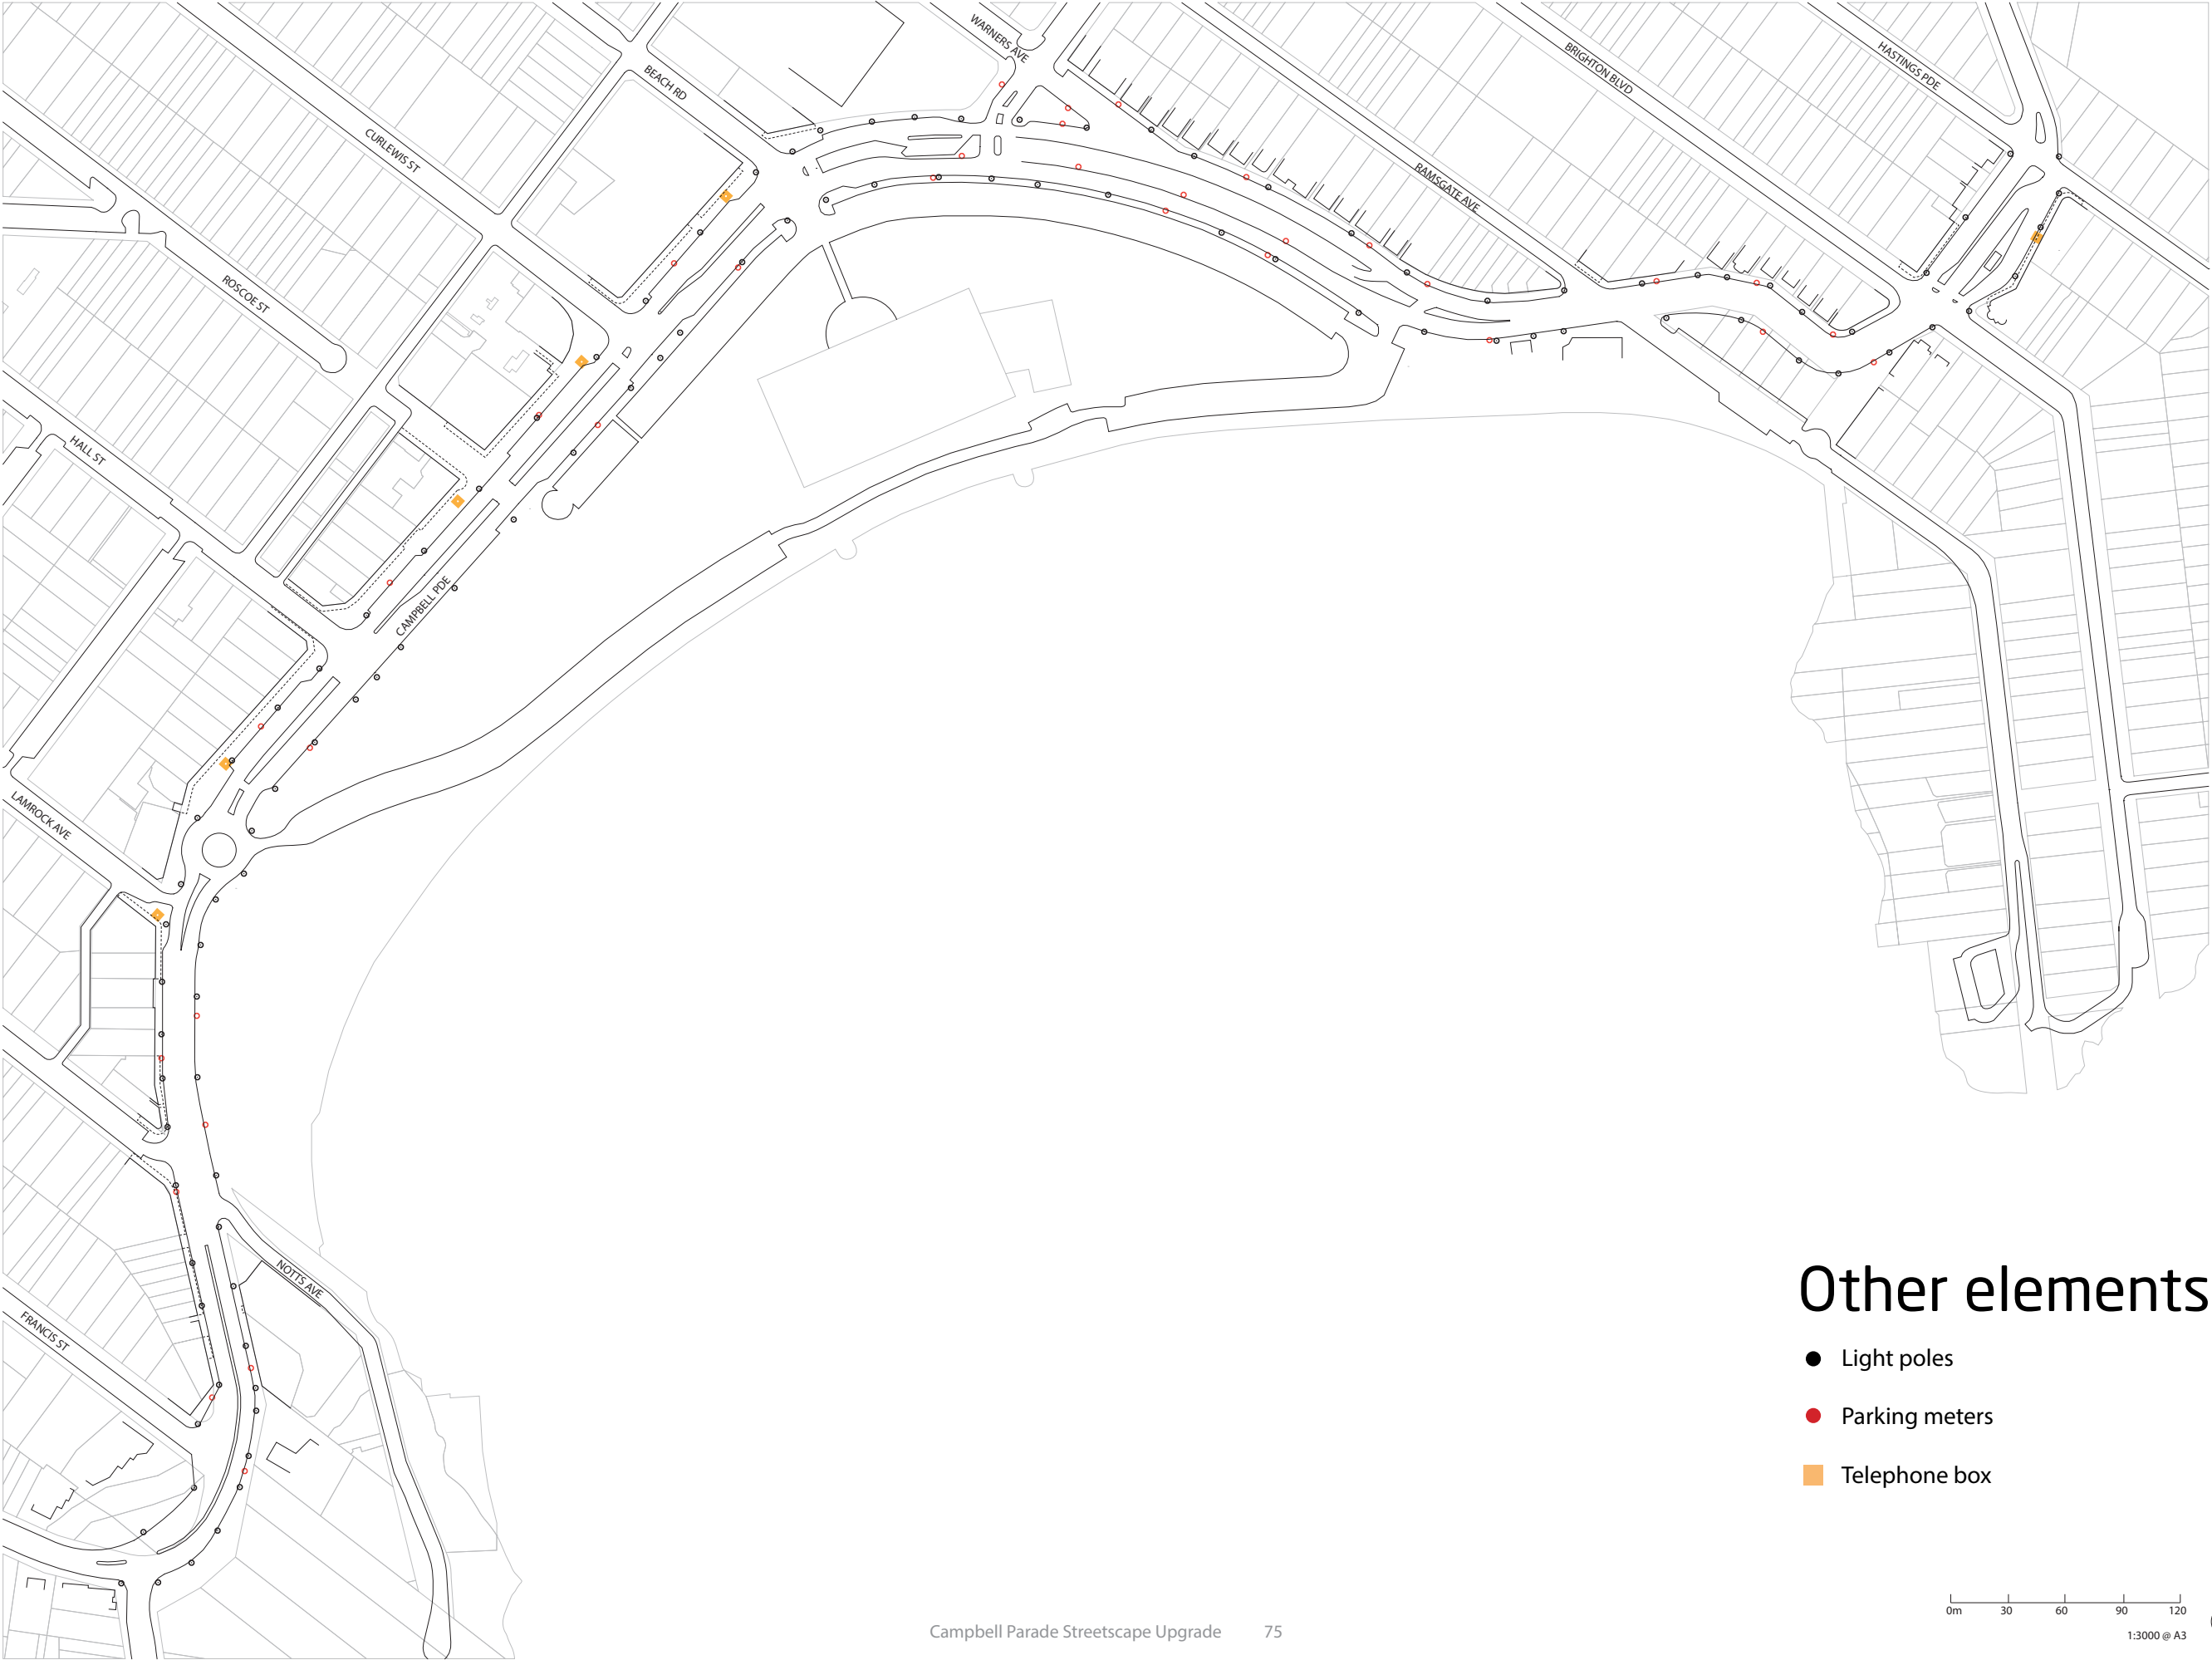 WARNERS AVE
BEACH RD
BRIGHTON BLVD
HASTINGS PDE
CURLEWIS ST
RAMSGATE AVE
ROSCOE ST
HALL ST
CAMPBELL PDE
LAMROCK AVE
NOTTS AVE
FRANCIS ST
Other elements
Light poles
Parking meters
Telephone box
0m 30 60 90 120
1:3000 @ A3
Campbell Parade Streetscape Upgrade 75